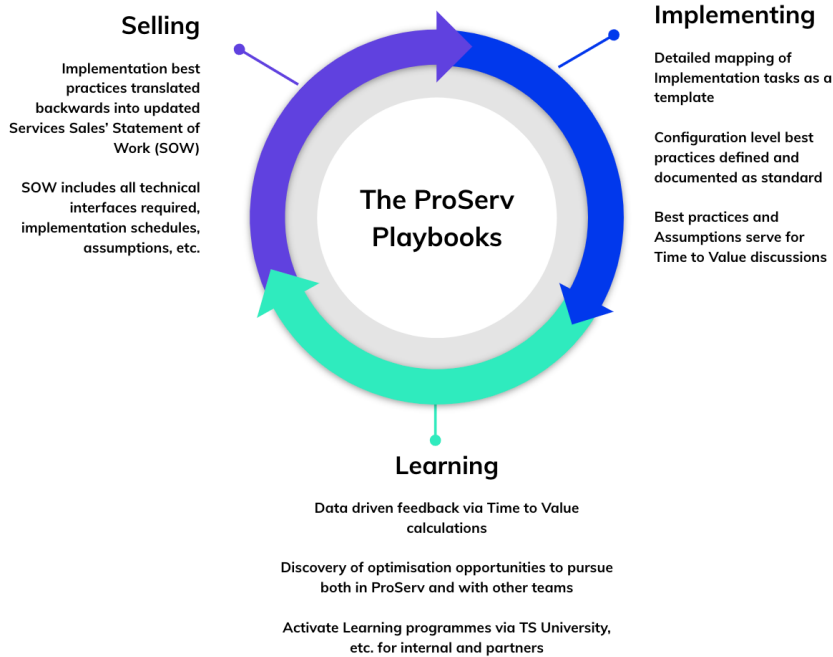 Selling
Implementation best
practices translated
backwards into updated
Services Sales’ Statement of
Work (SOW)
SOW includes all technical
interfaces required,
implementation schedules,
assumptions, etc.
The ProServ
Playbooks
Implementing
Detailed mapping of
Implementation tasks as a
template
Configuration level best
practices defined and
documented as standard
Best practices and
Assumptions serve for
Time to Value discussions
Learning
Data driven feedback via Time to Value
calculations
Discovery of optimisation opportunities to pursue
both in ProServ and with other teams
Activate Learning programmes via TS University,
etc. for internal and partners